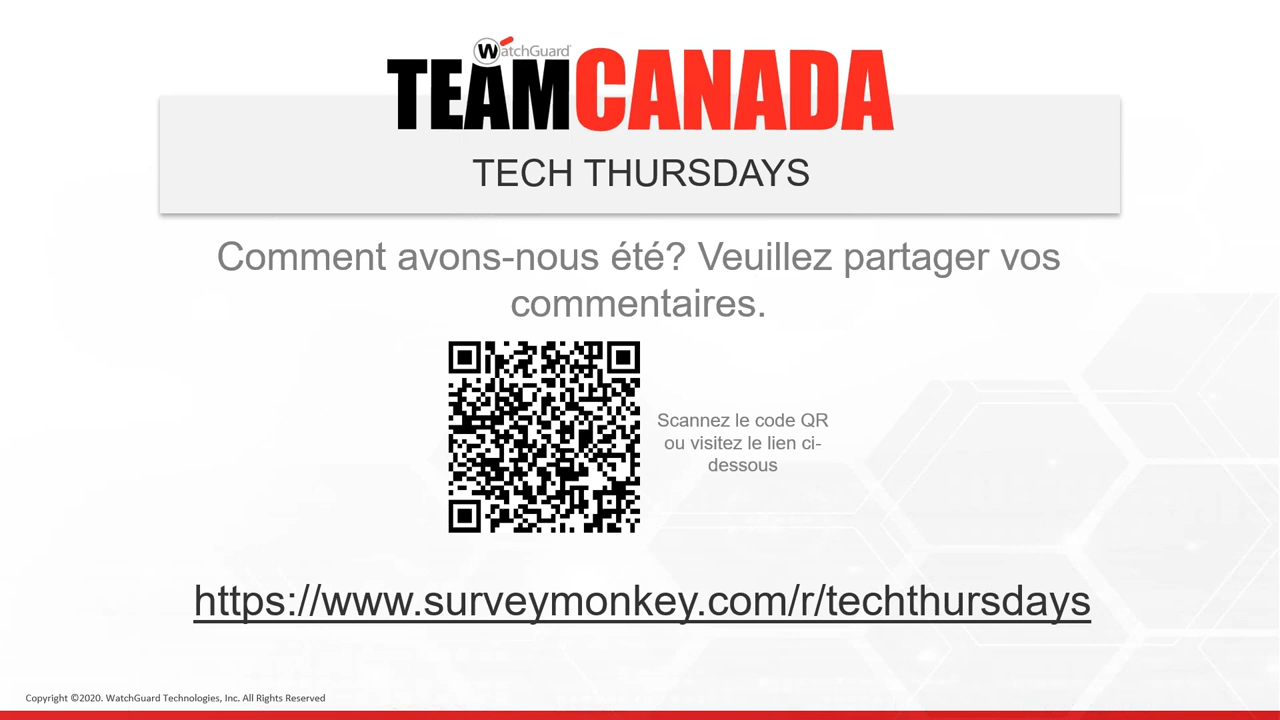 WatchGuard
TEAMCANADA
TECH THURSDAYS
Comment avons-nous été? Veuillez partager vos
commentaires.
Scannez le code QR
ou visitez le lien ci-
dessous
https://www.surveymonkey.com/r/techthursdays
Copyright ©2020. WatchGuard Technologies, Inc. All Rights Reserved